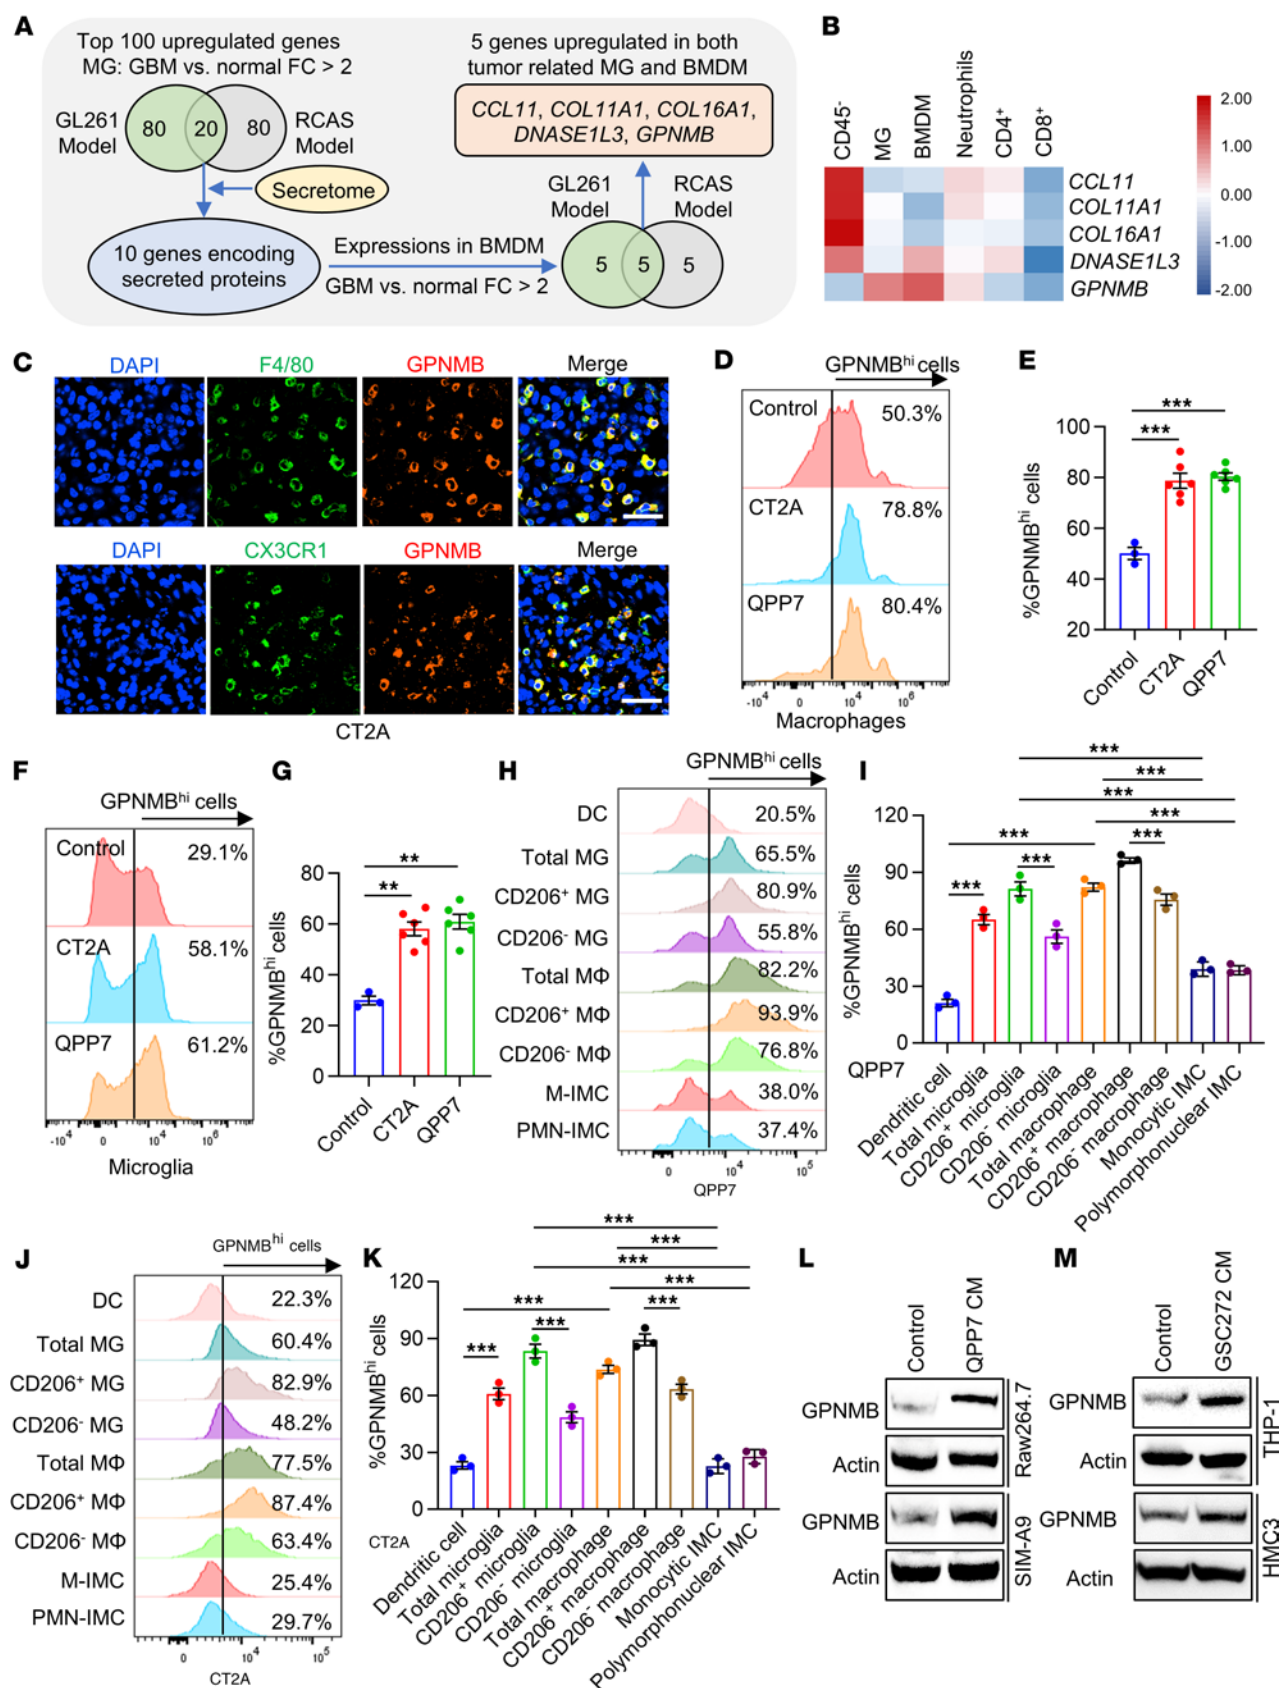 A
Top 100 upregulated genes
MG: GBM vs. normal FC > 2
GL261
Model
80
20
80
RCAS
Model
Secretome
10 genes encoding
secreted proteins
Expressions in BMDM
GBM vs. normal FC > 2
5 genes upregulated in both
tumor related MG and BMDM
CCL11, COL11A1, COL16A1,
DNASE1L3, GPNMB
GL261
Model
RCAS
Model
5
5
5
B
CD45-
MG
BMDM
Neutrophils
CD4+
CD8+
CCL11
COL11A1
COL16A1
DNASE1L3
GPNMB
2.00
1.00
0.00
-1.00
-2.00
C
DAPI
F4/80
GPNMB
Merge
DAPI
CX3CR1
GPNMB
Merge
CT2A
D
GPNMBhi cells
Control
50.3%
CT2A
78.8%
QPP7
80.4%
-10⁴
0
10⁴
10⁶
Macrophages
E
%GPNMBhi cells
100
80
60
40
20
***
***
Control
CT2A
QPP7
F
GPNMBhi cells
Control
29.1%
CT2A
58.1%
QPP7
61.2%
-10⁴
0
10⁴
10⁶
Microglia
G
%GPNMBhi cells
80
60
40
20
0
**
**
Control
CT2A
QPP7
H
GPNMBhi cells
DC
20.5%
Total MG
65.5%
CD206+ MG
80.9%
CD206- MG
55.8%
Total MΦ
82.2%
CD206+ MΦ
93.9%
CD206- MΦ
76.8%
M-IMC
38.0%
PMN-IMC
37.4%
0
10⁴
10⁵
QPP7
I
%GPNMBhi cells
120
90
60
30
0
***
***
***
***
***
***
***
***
QPP7
Dendritic cell
Total microglia
CD206+ microglia
CD206- microglia
Total macrophage
CD206+ macrophage
CD206- macrophage
Monocytic IMC
Polymorphonuclear IMC
J
GPNMBhi cells
DC
22.3%
Total MG
60.4%
CD206+ MG
82.9%
CD206- MG
48.2%
Total MΦ
77.5%
CD206+ MΦ
87.4%
CD206- MΦ
63.4%
M-IMC
25.4%
PMN-IMC
29.7%
0
10⁴
10⁵
CT2A
K
%GPNMBhi cells
120
90
60
30
0
***
***
***
***
***
***
***
***
CT2A
Dendritic cell
Total microglia
CD206+ microglia
CD206- microglia
Total macrophage
CD206+ macrophage
CD206- macrophage
Monocytic IMC
Polymorphonuclear IMC
L
Control
QPP7 CM
GPNMB
Actin
Raw264.7
GPNMB
Actin
SIM-A9
M
Control
GSC272 CM
GPNMB
Actin
THP-1
GPNMB
Actin
HMC3